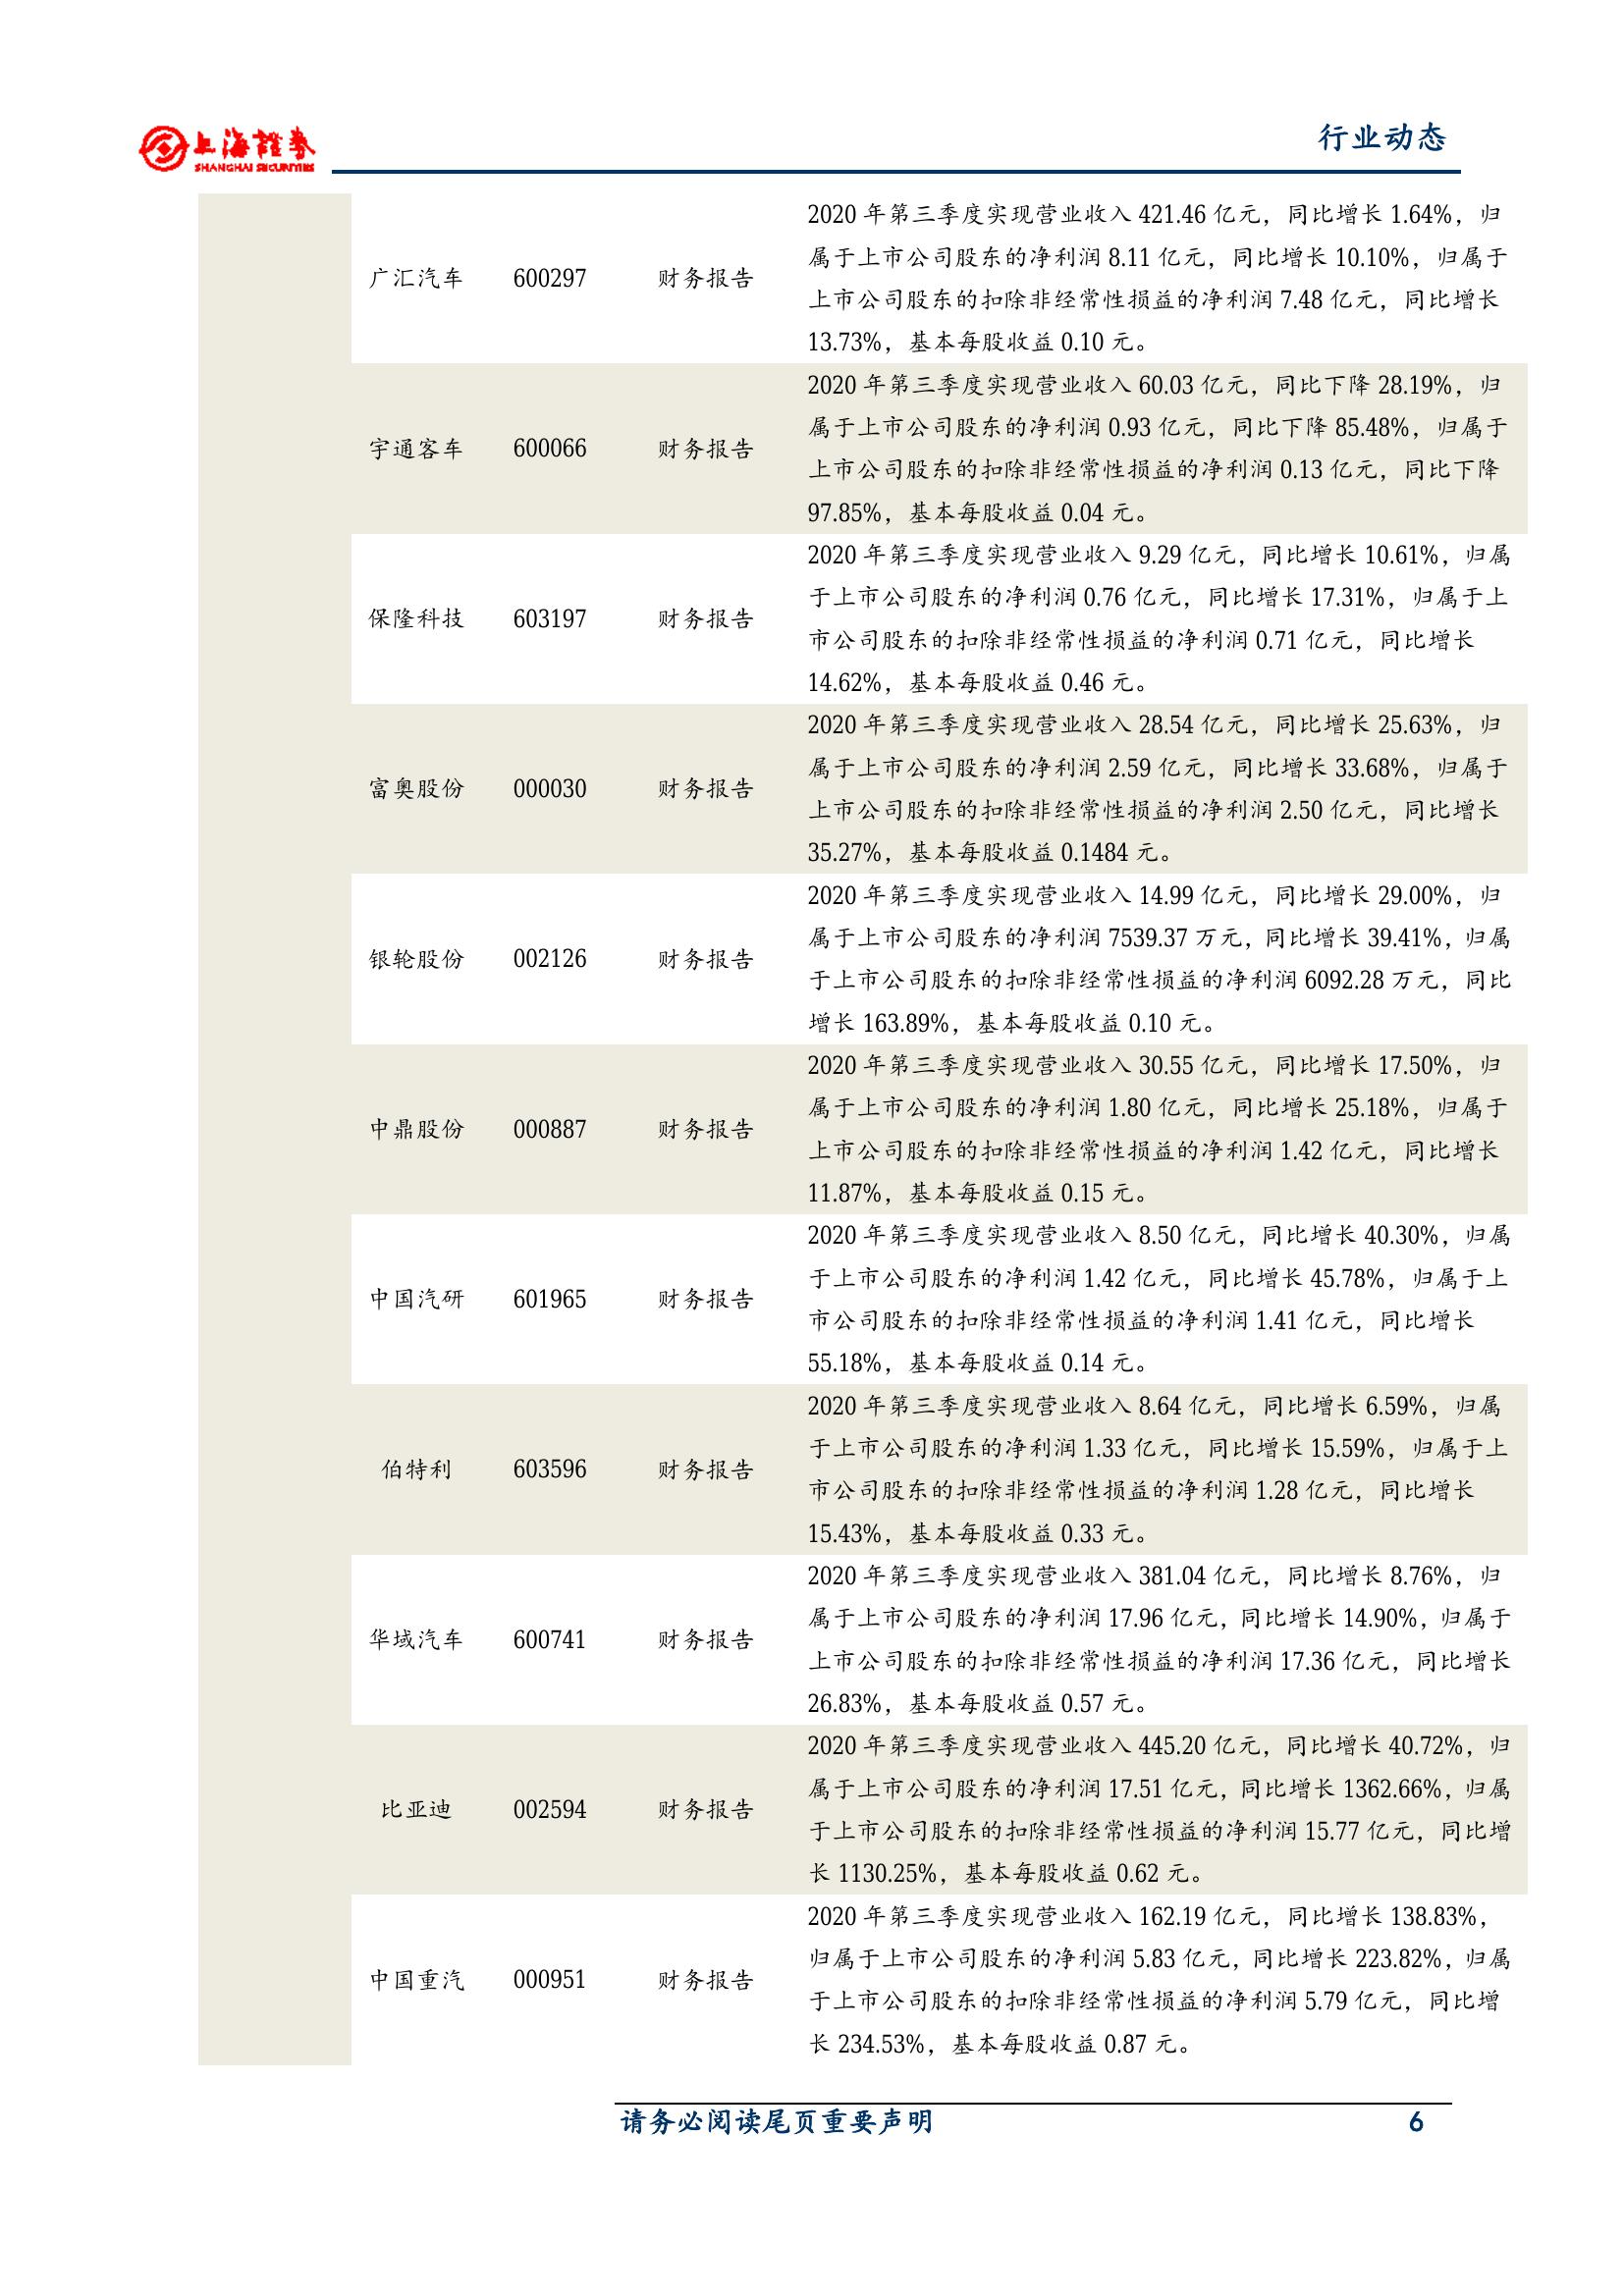 上海證券
SHANGHAI SECURITIES
行业动态
2020 年第三季度实现营业收入 421.46 亿元，同比增长 1.64%，归
属于上市公司股东的净利润 8.11 亿元，同比增长 10.10%，归属于
广汇汽车 600297 财务报告
上市公司股东的扣除非经常性损益的净利润 7.48 亿元，同比增长
13.73%，基本每股收益 0.10 元。
2020 年第三季度实现营业收入 60.03 亿元，同比下降 28.19%，归
属于上市公司股东的净利润 0.93 亿元，同比下降 85.48%，归属于
宇通客车 600066 财务报告
上市公司股东的扣除非经常性损益的净利润 0.13 亿元，同比下降
97.85%，基本每股收益 0.04 元。
2020 年第三季度实现营业收入 9.29 亿元，同比增长 10.61%，归属
于上市公司股东的净利润 0.76 亿元，同比增长 17.31%，归属于上
保隆科技 603197 财务报告
市公司股东的扣除非经常性损益的净利润 0.71 亿元，同比增长
14.62%，基本每股收益 0.46 元。
2020 年第三季度实现营业收入 28.54 亿元，同比增长 25.63%，归
属于上市公司股东的净利润 2.59 亿元，同比增长 33.68%，归属于
富奥股份 000030 财务报告
上市公司股东的扣除非经常性损益的净利润 2.50 亿元，同比增长
35.27%，基本每股收益 0.1484 元。
2020 年第三季度实现营业收入 14.99 亿元，同比增长 29.00%，归
属于上市公司股东的净利润 7539.37 万元，同比增长 39.41%，归属
银轮股份 002126 财务报告
于上市公司股东的扣除非经常性损益的净利润 6092.28 万元，同比
增长 163.89%，基本每股收益 0.10 元。
2020 年第三季度实现营业收入 30.55 亿元，同比增长 17.50%，归
属于上市公司股东的净利润 1.80 亿元，同比增长 25.18%，归属于
中鼎股份 000887 财务报告
上市公司股东的扣除非经常性损益的净利润 1.42 亿元，同比增长
11.87%，基本每股收益 0.15 元。
2020 年第三季度实现营业收入 8.50 亿元，同比增长 40.30%，归属
于上市公司股东的净利润 1.42 亿元，同比增长 45.78%，归属于上
中国汽研 601965 财务报告
市公司股东的扣除非经常性损益的净利润 1.41 亿元，同比增长
55.18%，基本每股收益 0.14 元。
2020 年第三季度实现营业收入 8.64 亿元，同比增长 6.59%，归属
于上市公司股东的净利润 1.33 亿元，同比增长 15.59%，归属于上
伯特利 603596 财务报告
市公司股东的扣除非经常性损益的净利润 1.28 亿元，同比增长
15.43%，基本每股收益 0.33 元。
2020 年第三季度实现营业收入 381.04 亿元，同比增长 8.76%，归
属于上市公司股东的净利润 17.96 亿元，同比增长 14.90%，归属于
华域汽车 600741 财务报告
上市公司股东的扣除非经常性损益的净利润 17.36 亿元，同比增长
26.83%，基本每股收益 0.57 元。
2020 年第三季度实现营业收入 445.20 亿元，同比增长 40.72%，归
属于上市公司股东的净利润 17.51 亿元，同比增长 1362.66%，归属
比亚迪 002594 财务报告
于上市公司股东的扣除非经常性损益的净利润 15.77 亿元，同比增
长 1130.25%，基本每股收益 0.62 元。
2020 年第三季度实现营业收入 162.19 亿元，同比增长 138.83%，
归属于上市公司股东的净利润 5.83 亿元，同比增长 223.82%，归属
中国重汽 000951 财务报告
于上市公司股东的扣除非经常性损益的净利润 5.79 亿元，同比增
长 234.53%，基本每股收益 0.87 元。
请务必阅读尾页重要声明 6